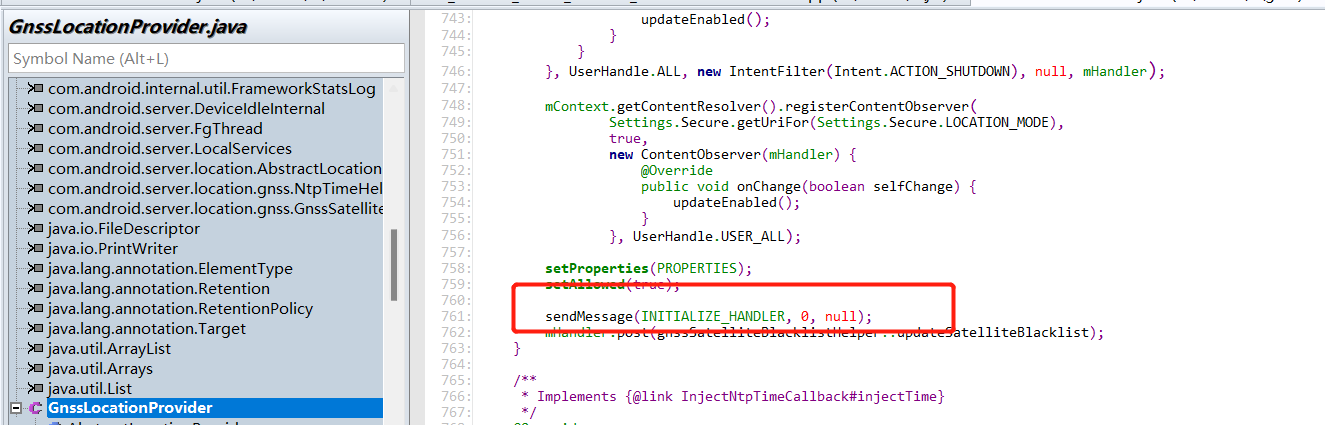 GnssLocationProvider.java
Symbol Name (Alt+L)
com.android.internal.util.FrameworkStatsLog
com.android.server.DeviceIdleInternal
com.android.server.FgThread
com.android.server.LocalServices
com.android.server.location.AbstractLocation
com.android.server.location.gnss.NtpTimeHel
com.android.server.location.gnss.GnssSatellite
java.io.FileDescriptor
java.io.PrintWriter
java.lang.annotation.ElementType
java.lang.annotation.Retention
java.lang.annotation.RetentionPolicy
java.lang.annotation.Target
java.util.ArrayList
java.util.Arrays
java.util.List
GnssLocationProvider
743: updateEnabled();
744: }
745: }
746: }, UserHandle.ALL, new IntentFilter(Intent.ACTION_SHUTDOWN), null, mHandler);
747:
748: mContext.getContentResolver().registerContentObserver(
749: Settings.Secure.getUriFor(Settings.Secure.LOCATION_MODE),
750: true,
751: new ContentObserver(mHandler) {
752: @Override
753: public void onChange(boolean selfChange) {
754: updateEnabled();
755: }
756: }, UserHandle.USER_ALL);
757:
758: setProperties(PROPERTIES);
759: setAllowed(true);
760:
761: sendMessage(INITIALIZE_HANDLER, 0, null);
762: mHandler.post(gnssSatelliteBlacklistHelper::updateSatelliteBlacklist);
763: }
764:
765: /**
766: * Implements {@link InjectNtpTimeCallback#injectTime}
767: */